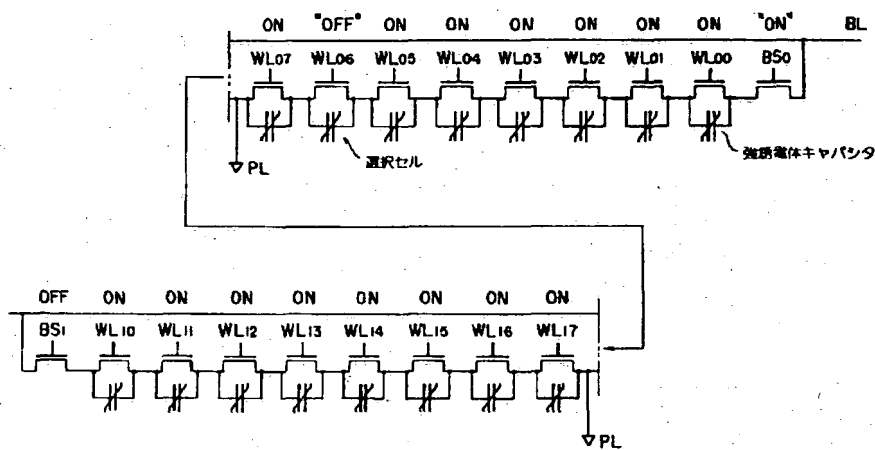 ON "OFF" ON ON ON ON ON ON "ON" BL
WL07 WL06 WL05 WL04 WL03 WL02 WL01 WL00 BS0
PL
選択セル
強誘電体キャパシタ
OFF ON ON ON ON ON ON ON ON
BS1 WL10 WL11 WL12 WL13 WL14 WL15 WL16 WL17
PL